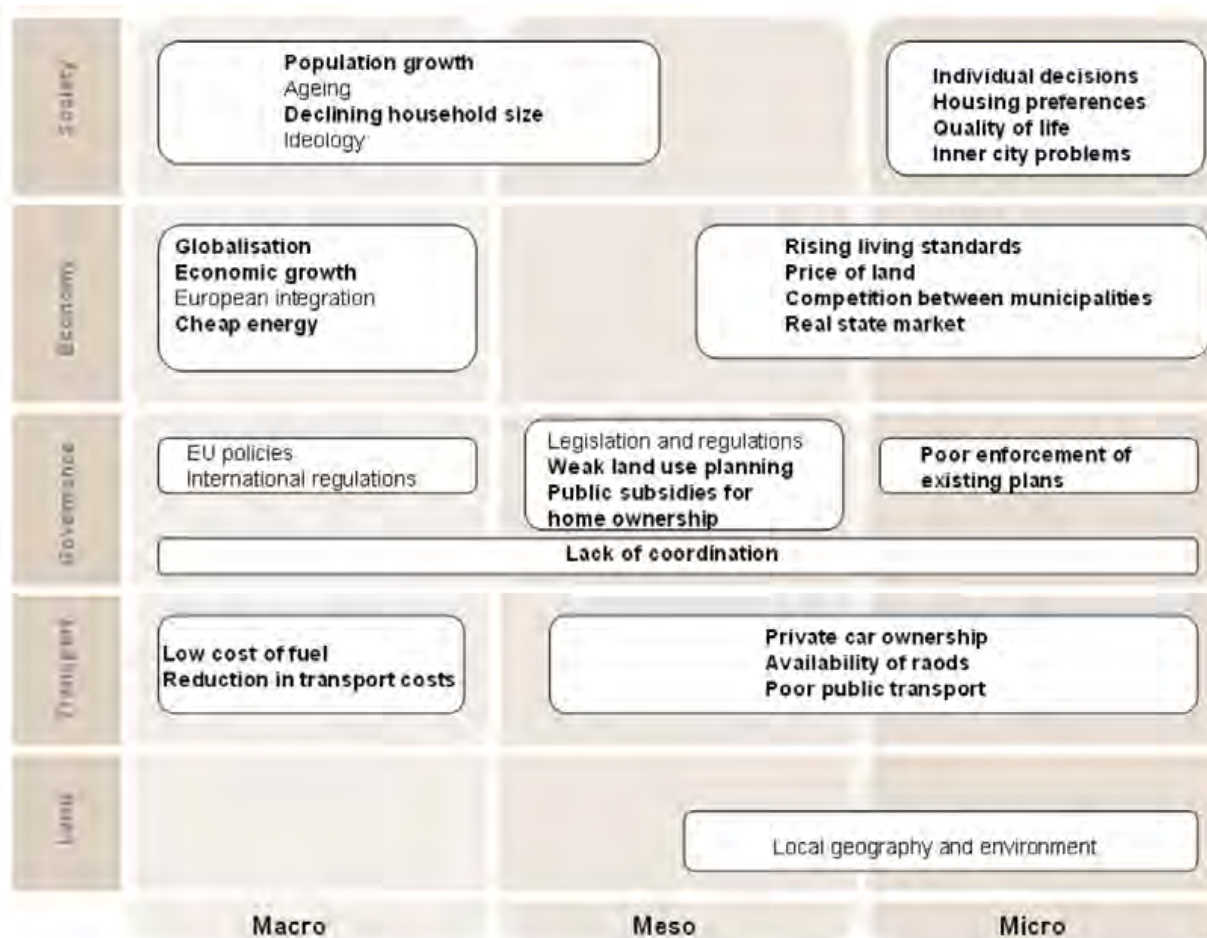 Society
Population growth
Ageing
Declining household size
Ideology
Individual decisions
Housing preferences
Quality of life
Inner city problems
Economy
Globalisation
Economic growth
European integration
Cheap energy
Rising living standards
Price of land
Competition between municipalities
Real state market
Governance
EU policies
International regulations
Legislation and regulations
Weak land use planning
Public subsidies for
home ownership
Poor enforcement of
existing plans
Lack of coordination
Transport
Low cost of fuel
Reduction in transport costs
Private car ownership
Availability of raods
Poor public transport
Land
Local geography and environment
Macro
Meso
Micro